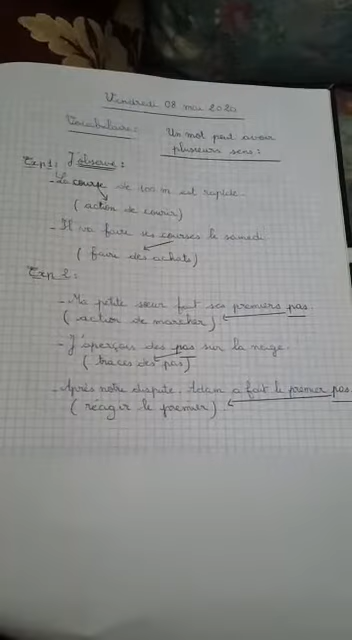 Vendredi 08 mai 2020
Vocabulaire:
Un mot peut avoir
plusieurs sens:
Exp1: J'observe:
- La course de 100 m est rapide
(action de courir)
- Il va faire ses courses le samedi
(faire des achats)
Exp 2:
- Ma petite sœur fait ses premiers pas
(action de marcher)
- J'aperçois des pas sur la neige.
(traces des pas)
- Après notre dispute, Adam a fait le premier pas
(réagir le premier)